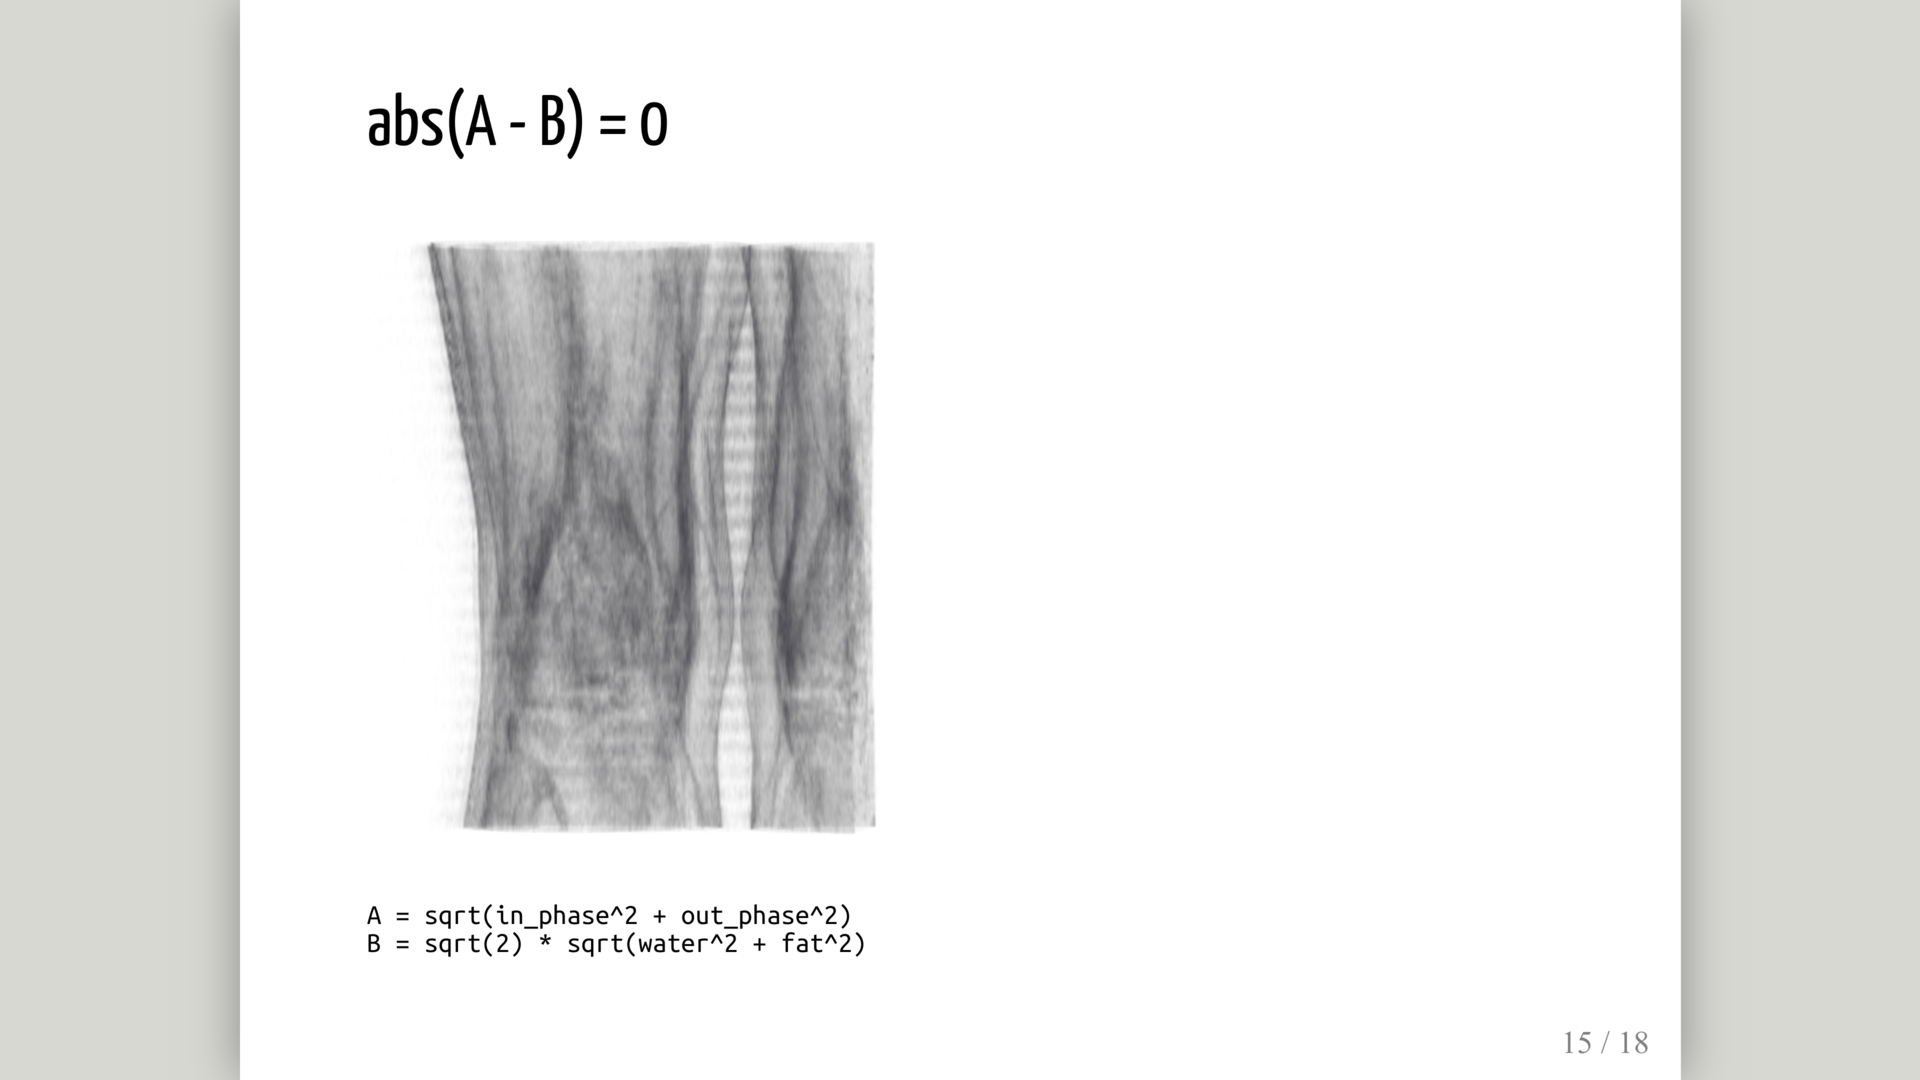 abs(A - B) = 0
A = sqrt(in_phase^2 + out_phase^2)
B = sqrt(2) * sqrt(water^2 + fat^2)
15 / 18